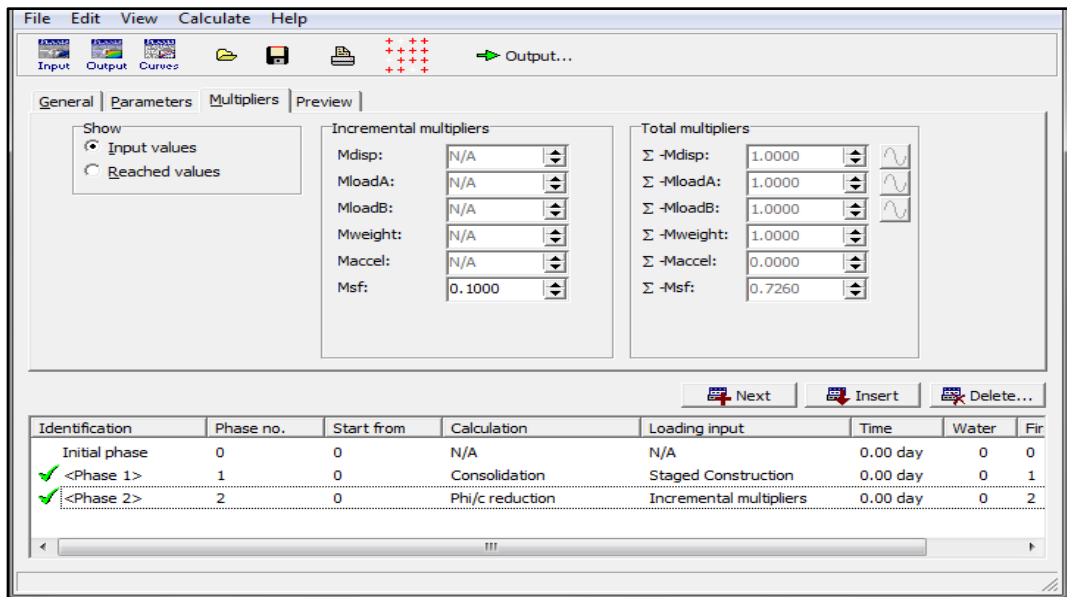 File Edit View Calculate Help
Input Output Curves Output...
General Parameters Multipliers Preview
Show
Input values
Reached values
Incremental multipliers
Mdisp: N/A
MloadA: N/A
MloadB: N/A
Mweight: N/A
Maccel: N/A
Msf: 0.1000
Total multipliers
Σ -Mdisp: 1.0000
Σ -MloadA: 1.0000
Σ -MloadB: 1.0000
Σ -Mweight: 1.0000
Σ -Maccel: 0.0000
Σ -Msf: 0.7260
Next Insert Delete...
Identification Phase no. Start from Calculation Loading input Time Water Fir
Initial phase 0 0 N/A N/A 0.00 day 0 0
<Phase 1> 1 0 Consolidation Staged Construction 0.00 day 0 1
<Phase 2> 2 0 Phi/c reduction Incremental multipliers 0.00 day 0 2